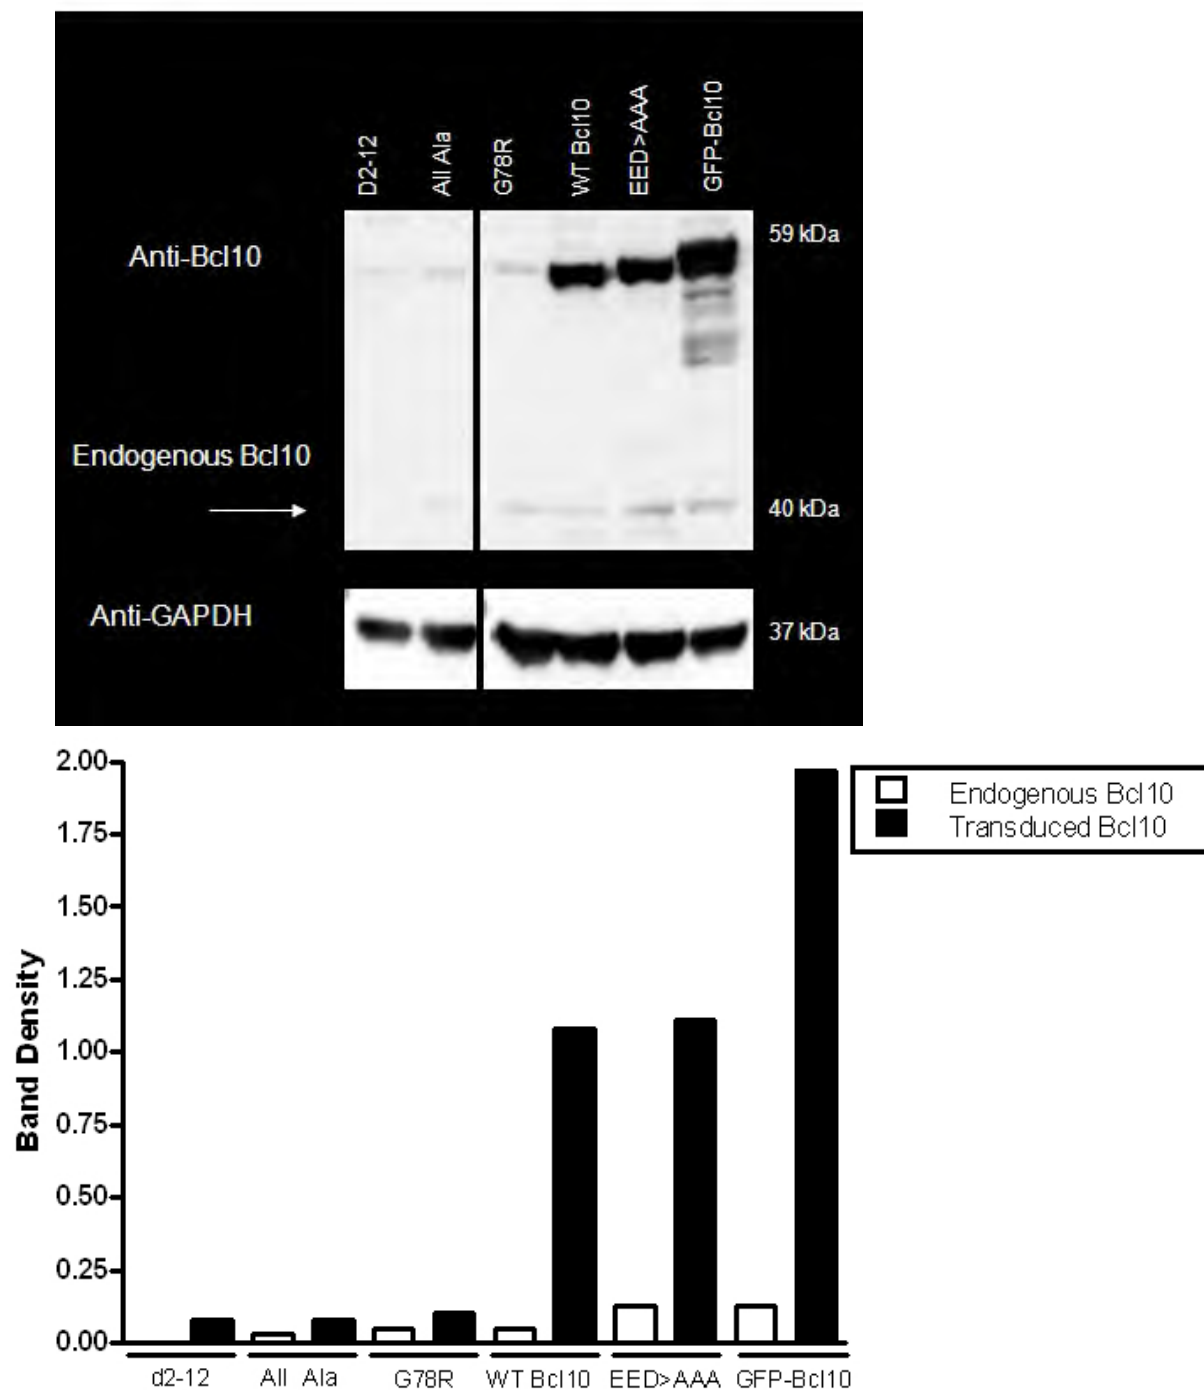 D2-12
All Ala
G78R
WT Bcl10
EED>AAA
GFP-Bcl10
Anti-Bcl10
59 kDa
Endogenous Bcl10
40 kDa
Anti-GAPDH
37 kDa
2.00
1.75
1.50
1.25
1.00
0.75
0.50
0.25
0.00
Band Density
Endogenous Bcl10
Transduced Bcl10
d2-12
All Ala
G78R
WT Bcl10
EED>AAA
GFP-Bcl10